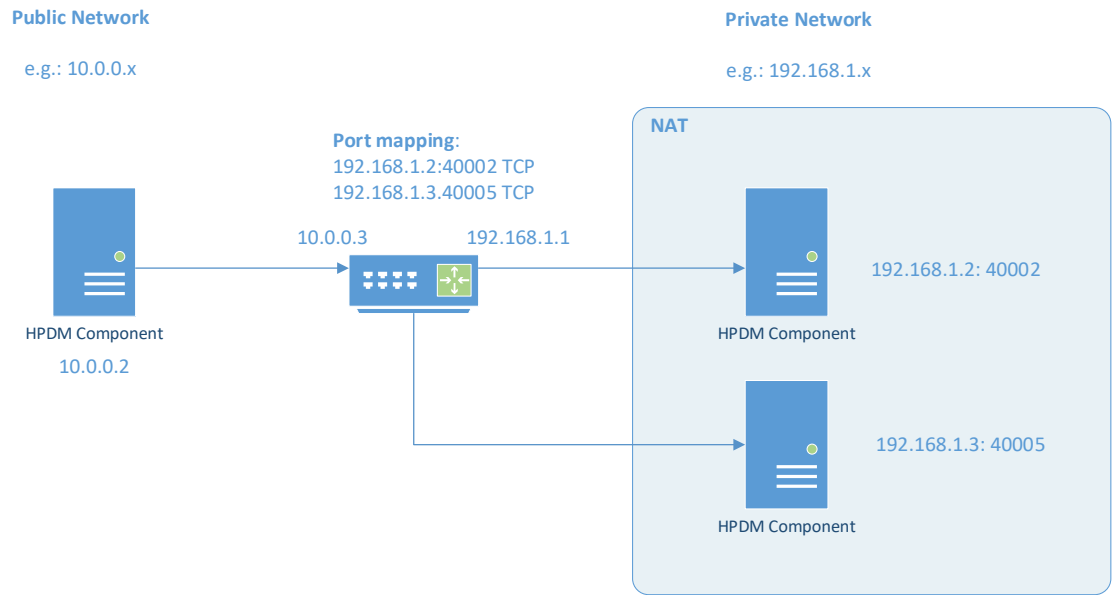 Public Network
e.g.: 10.0.0.x
Private Network
e.g.: 192.168.1.x
NAT
Port mapping:
192.168.1.2:40002 TCP
192.168.1.3.40005 TCP
10.0.0.3
192.168.1.1
HPDM Component
10.0.0.2
192.168.1.2: 40002
HPDM Component
192.168.1.3: 40005
HPDM Component